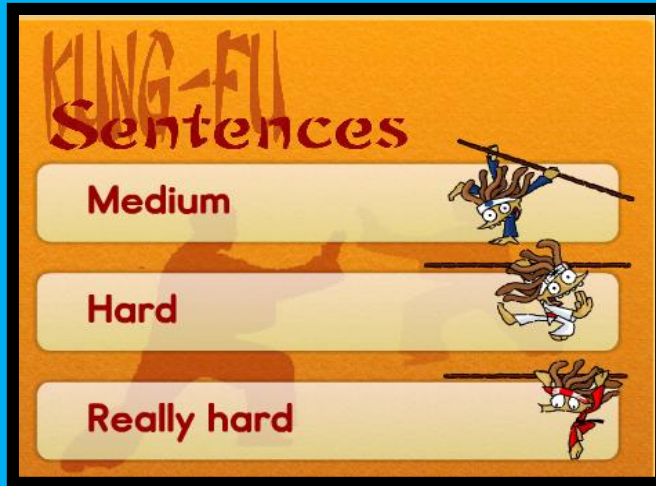 KUNG-FU
Sentences
Medium
Hard
Really hard